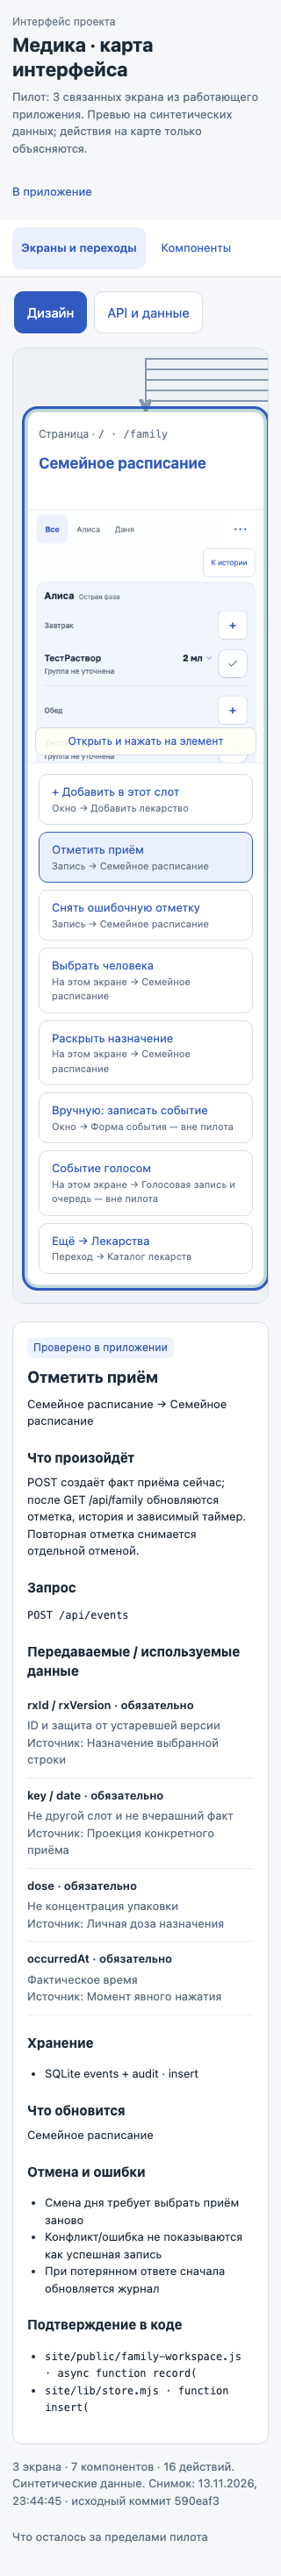 Интерфейс проекта
Медика · карта
интерфейса
Пилот: 3 связанных экрана из работающего
приложения. Превью на синтетических
данных; действия на карте только
объясняются.
В приложение
Экраны и переходы
Компоненты
Дизайн
API и данные
Страница · / · /family
Семейное расписание
Все
Алиса
Даня
···
К истории
Алиса Острая фаза
Завтрак
+
ТестРаствор
2 мл
Группа не уточнена
Обед
+
Открыть и нажать на элемент
Группа не уточнена
+ Добавить в этот слот
Окно → Добавить лекарство
Отметить приём
Запись → Семейное расписание
Снять ошибочную отметку
Запись → Семейное расписание
Выбрать человека
На этом экране → Семейное
расписание
Раскрыть назначение
На этом экране → Семейное
расписание
Вручную: записать событие
Окно → Форма события — вне пилота
Событие голосом
На этом экране → Голосовая запись и
очередь — вне пилота
Ещё → Лекарства
Переход → Каталог лекарств
Проверено в приложении
Отметить приём
Семейное расписание → Семейное
расписание
Что произойдёт
POST создаёт факт приёма сейчас;
после GET /api/family обновляются
отметка, история и зависимый таймер.
Повторная отметка снимается
отдельной отменой.
Запрос
POST /api/events
Передаваемые / используемые
данные
rxId / rxVersion · обязательно
ID и защита от устаревшей версии
Источник: Назначение выбранной
строки
key / date · обязательно
Не другой слот и не вчерашний факт
Источник: Проекция конкретного
приёма
dose · обязательно
Не концентрация упаковки
Источник: Личная доза назначения
occurredAt · обязательно
Фактическое время
Источник: Момент явного нажатия
Хранение
• SQLite events + audit · insert
Что обновится
Семейное расписание
Отмена и ошибки
• Смена дня требует выбрать приём
заново
• Конфликт/ошибка не показываются
как успешная запись
• При потерянном ответе сначала
обновляется журнал
Подтверждение в коде
• site/public/family-workspace.js
· async function record(
• site/lib/store.mjs · function
insert(
3 экрана · 7 компонентов · 16 действий.
Синтетические данные. Снимок: 13.11.2026,
23:44:45 · исходный коммит 590eaf3
Что осталось за пределами пилота